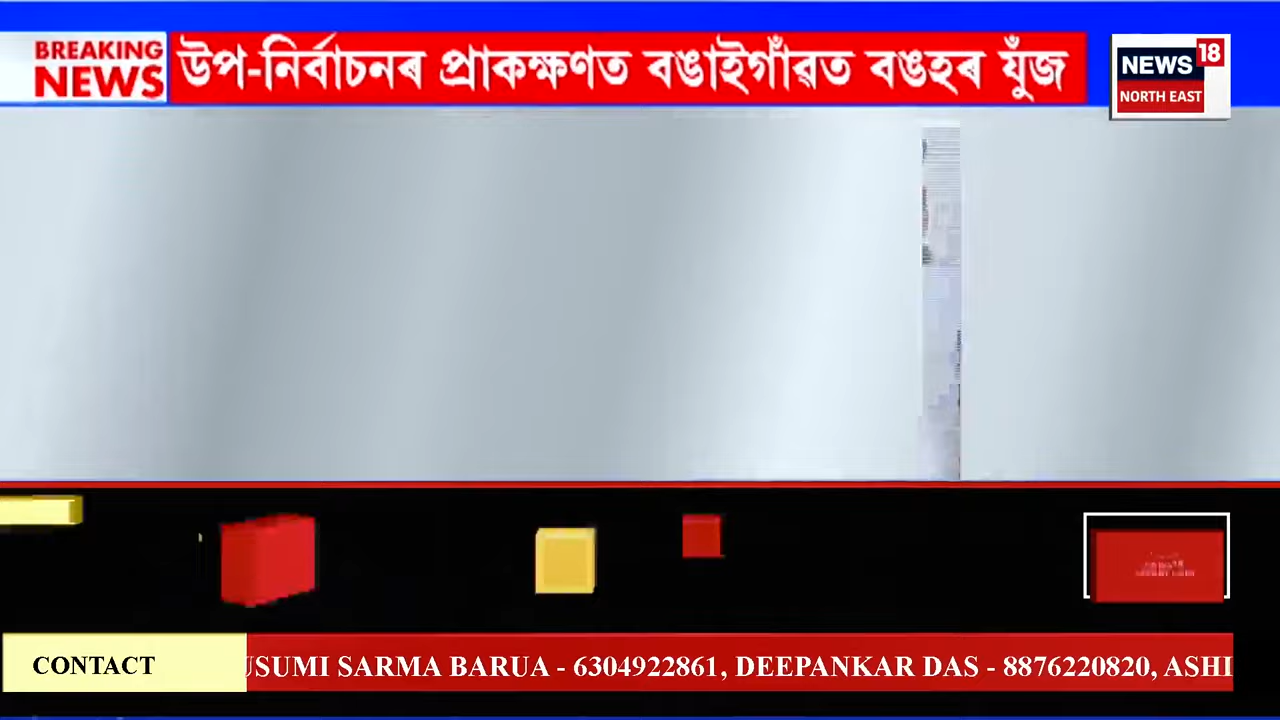 BREAKING
NEWS
উপ-নিৰ্বাচনৰ প্ৰাকক্ষণত বঙাইগাঁৱত বঙহৰ যুঁজ
NEWS 18
NORTH EAST
CONTACT
USUMI SARMA BARUA - 6304922861, DEEPANKAR DAS - 8876220820, ASHI